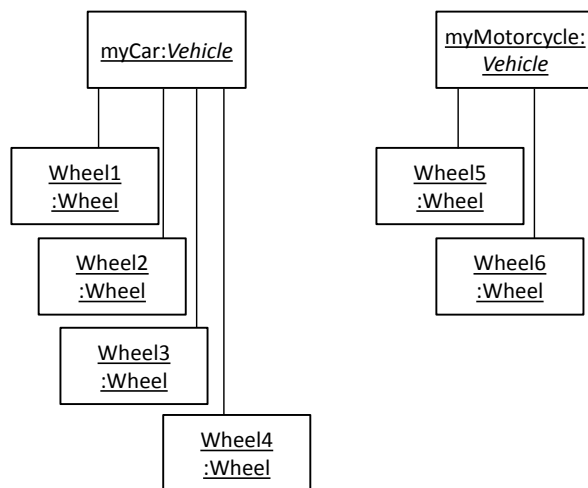 myCar:Vehicle
myMotorcycle:
Vehicle
Wheel1
:Wheel
Wheel5
:Wheel
Wheel2
:Wheel
Wheel6
:Wheel
Wheel3
:Wheel
Wheel4
:Wheel